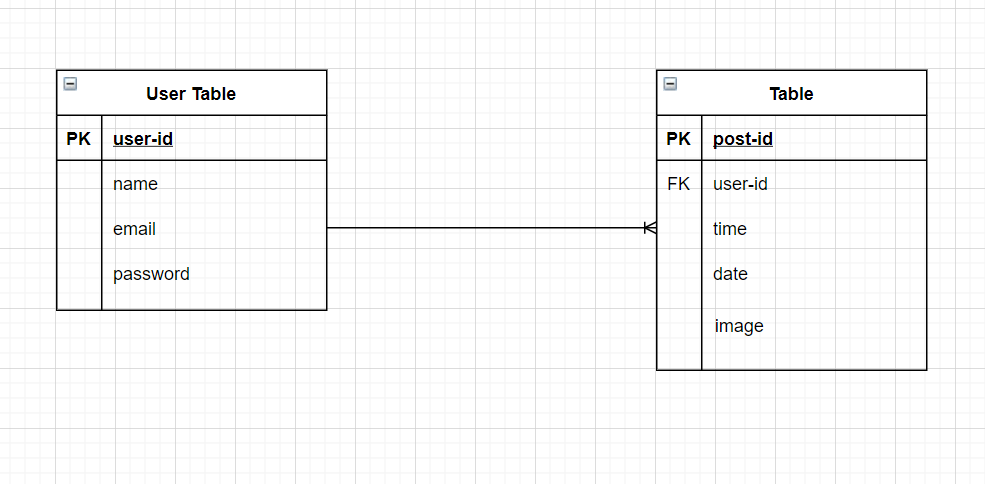 User Table
PK user-id
name
email
password
Table
PK post-id
FK user-id
time
date
image